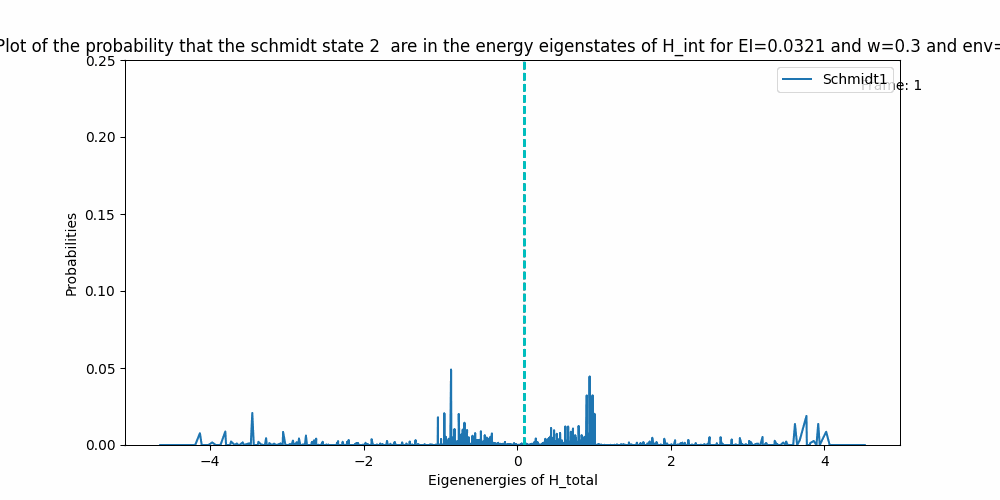 Plot of the probability that the schmidt state 2  are in the energy eigenstates of H_int for EI=0.0321 and w=0.3 and env=
0.25
Schmidt1
Frame: 1
0.20
0.15
Probabilities
0.10
0.05
0.00
−4 −2 0 2 4
Eigenenergies of H_total